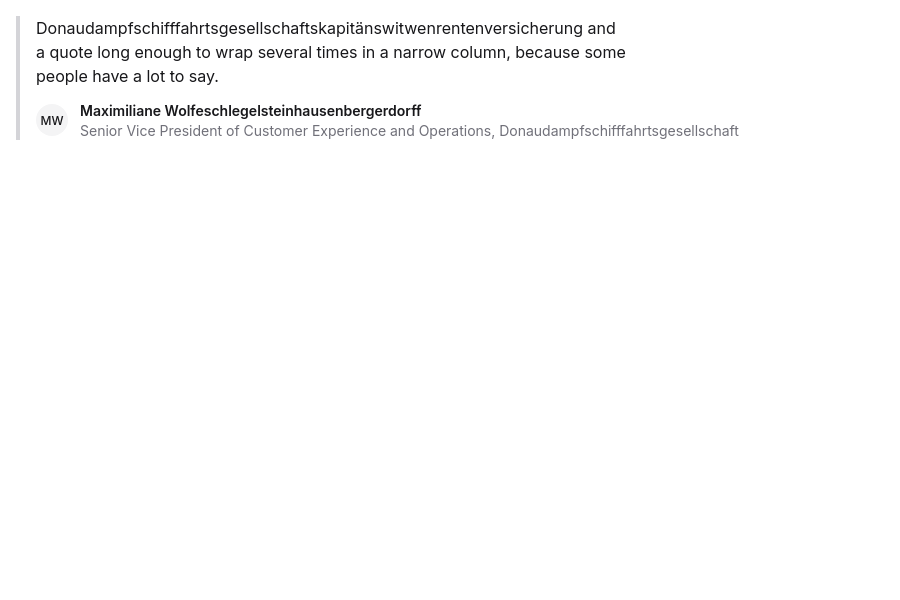 Donaudampfschifffahrtsgesellschaftskapitänswitwenrentenversicherung and
a quote long enough to wrap several times in a narrow column, because some
people have a lot to say.
MW
Maximiliane Wolfeschlegelsteinhausenbergerdorff
Senior Vice President of Customer Experience and Operations, Donaudampfschifffahrtsgesellschaft